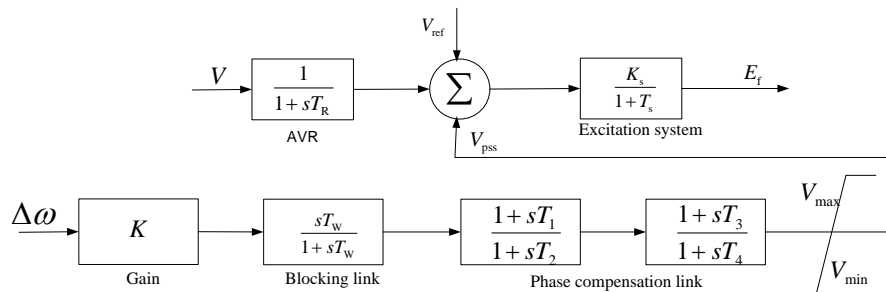 V_ref
V
1 / (1 + sT_R)
AVR
Σ
K_s / (1 + T_s)
Excitation system
E_f
V_pss
Δω
K
Gain
sT_W / (1 + sT_W)
Blocking link
(1 + sT_1) / (1 + sT_2)
(1 + sT_3) / (1 + sT_4)
Phase compensation link
V_max
V_min